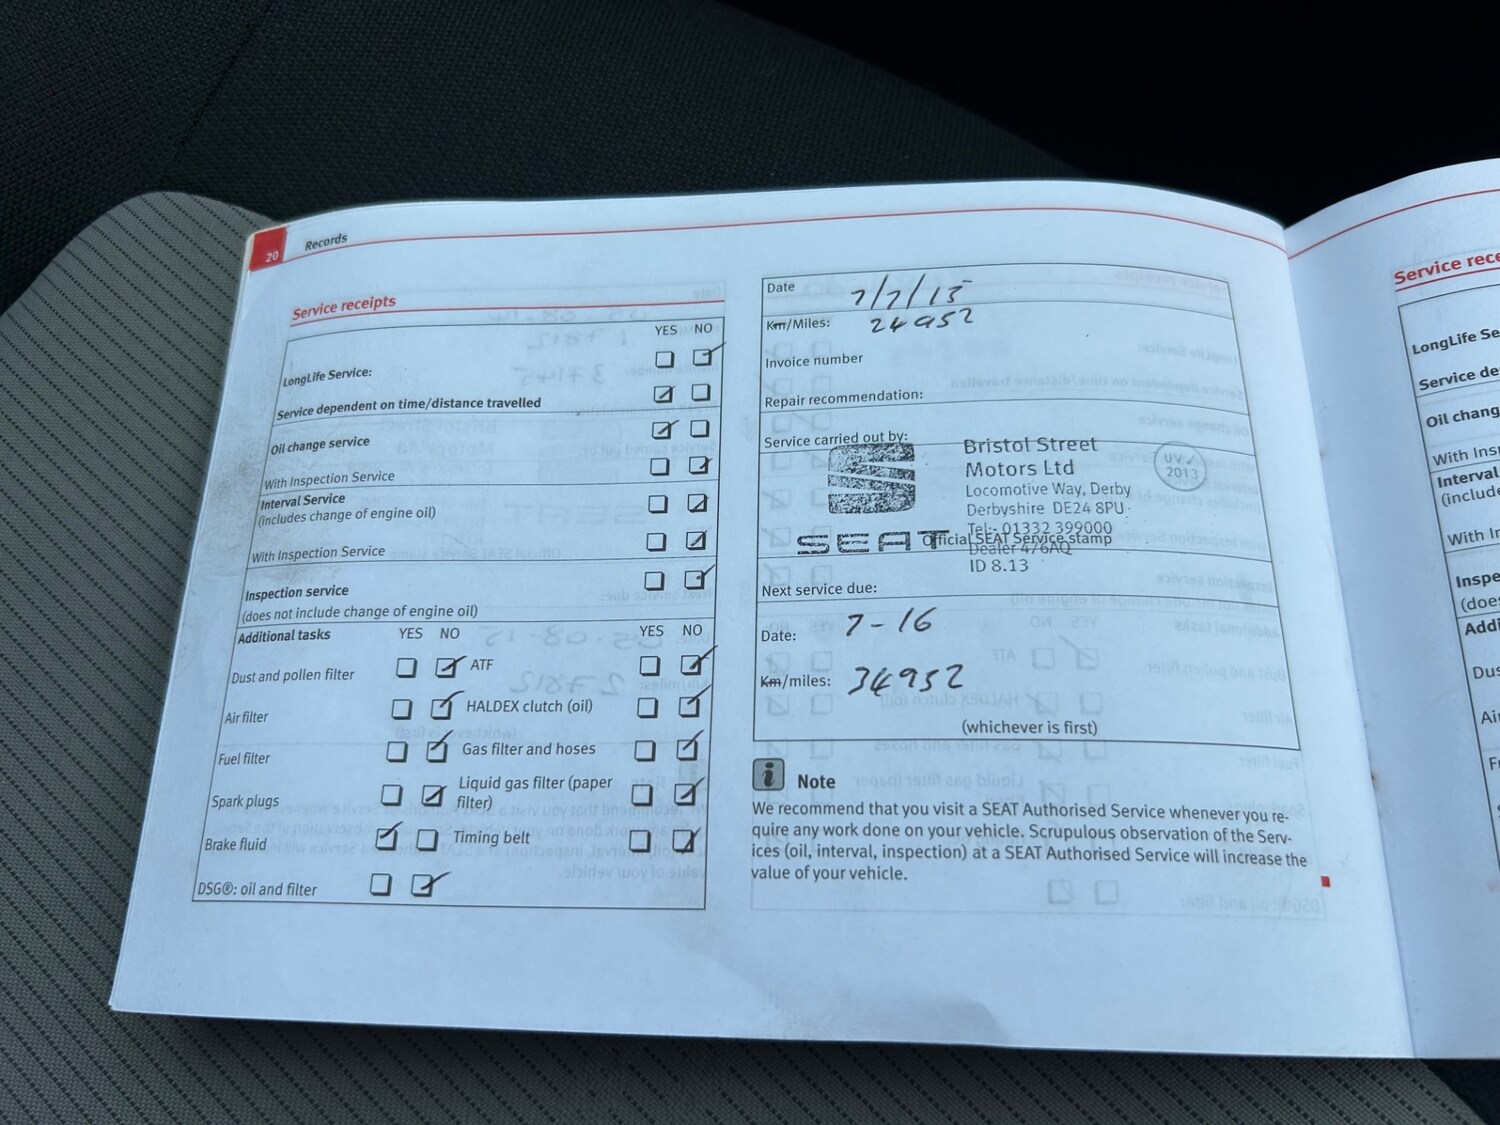 20
Records
Service receipts
YES NO
LongLife Service:
Service dependent on time/distance travelled
Oil change service
With Inspection Service
Interval Service
(includes change of engine oil)
With Inspection Service
Inspection service
(does not include change of engine oil)
Additional tasks YES NO YES NO
Dust and pollen filter ATF
Air filter HALDEX clutch (oil)
Fuel filter Gas filter and hoses
Spark plugs Liquid gas filter (paper
filter)
Brake fluid Timing belt
DSG®: oil and filter
Date 7/7/15
Km/Miles: 24952
Invoice number
Repair recommendation:
Service carried out by:
Bristol Street
Motors Ltd
UV✓
2013
Locomotive Way, Derby
Derbyshire DE24 8PU
Tel:- 01332 399000
SEAT Official SEAT Service stamp
Dealer 476AQ
ID 8.13
Next service due:
Date: 7-16
Km/miles: 34952
(whichever is first)
i Note
We recommend that you visit a SEAT Authorised Service whenever you re-
quire any work done on your vehicle. Scrupulous observation of the Serv-
ices (oil, interval, inspection) at a SEAT Authorised Service will increase the
value of your vehicle.
Service rece
LongLife Se
Service de
Oil chang
With Insp
Interval
(include
With In
Inspe
(does
Addi
Dus
Air
F